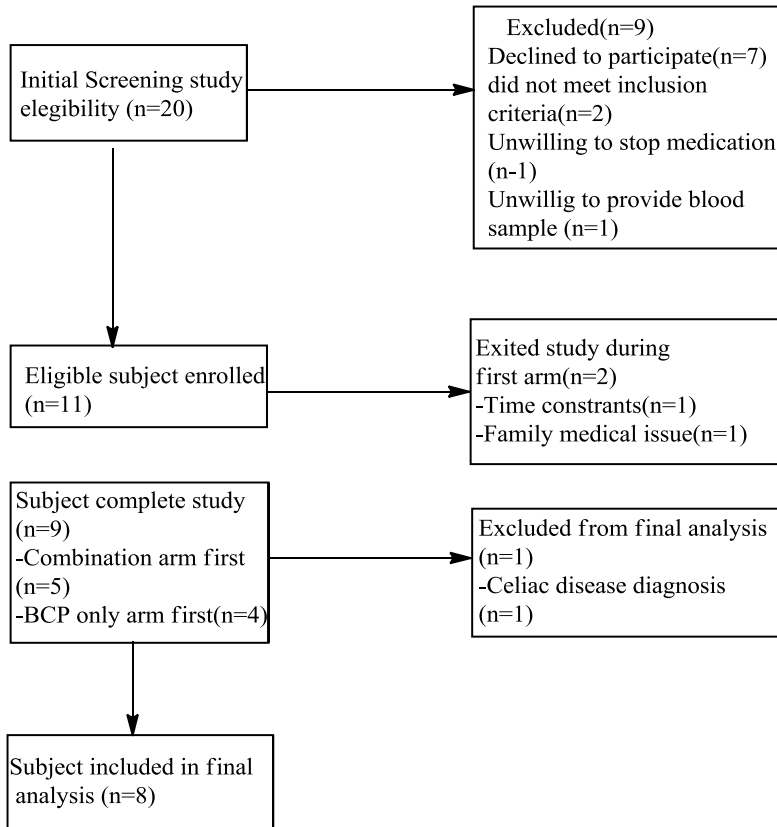 Initial Screening study
elegibility (n=20)
Excluded(n=9)
Declined to participate(n=7)
did not meet inclusion
criteria(n=2)
Unwilling to stop medication
(n-1)
Unwillig to provide blood
sample (n=1)
Eligible subject enrolled
(n=11)
Exited study during
first arm(n=2)
-Time constrants(n=1)
-Family medical issue(n=1)
Subject complete study
(n=9)
-Combination arm first
(n=5)
-BCP only arm first(n=4)
Excluded from final analysis
(n=1)
-Celiac disease diagnosis
(n=1)
Subject included in final
analysis (n=8)